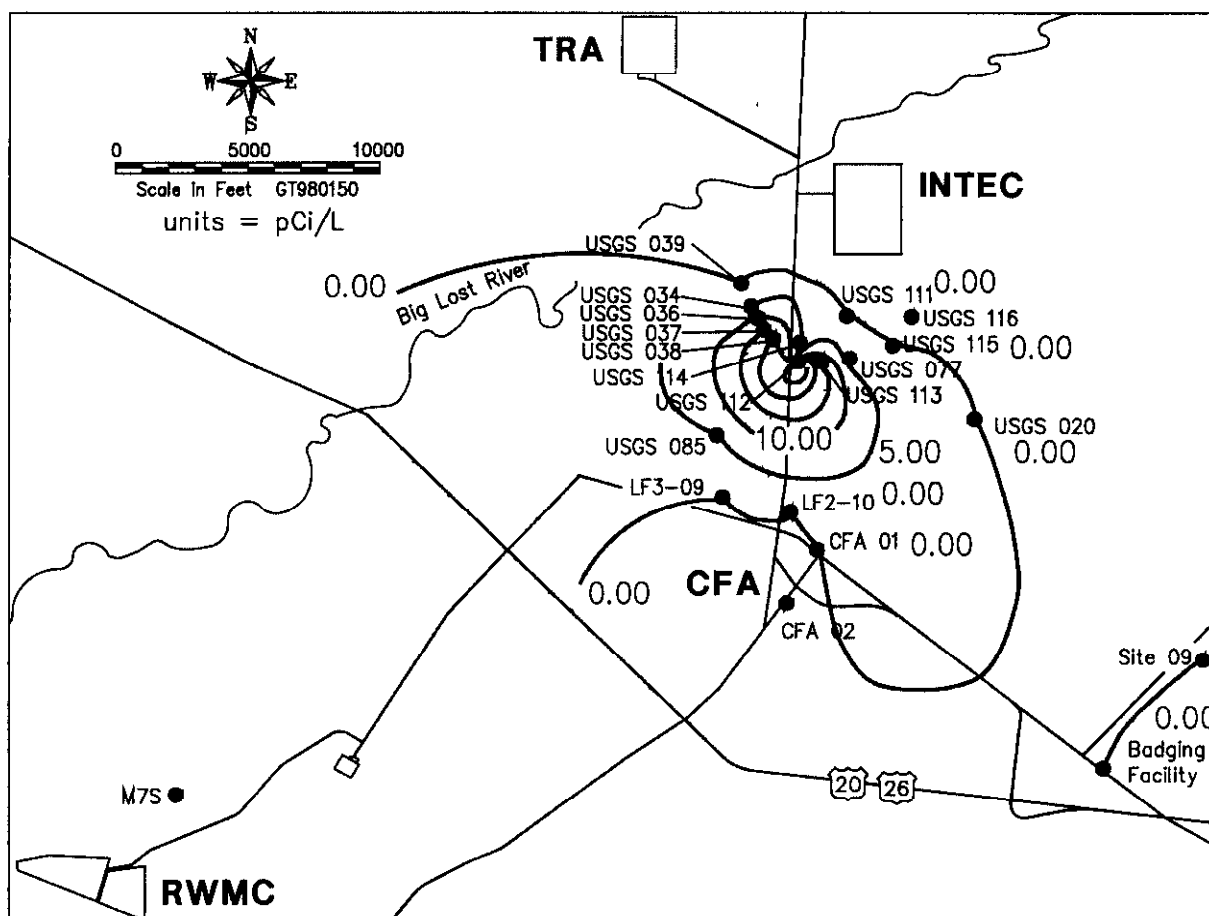 TRA
N
W E
S
0 5000 10000
Scale In Feet GT980150
units = pCi/L
INTEC
USGS 039
0.00
Big Lost River
USGS 034
USGS 036
USGS 037
USGS 038
USGS 114
USGS 112
USGS 111
0.00
USGS 116
USGS 115
0.00
USGS 077
USGS 113
USGS 020
0.00
10.00
5.00
USGS 085
LF3-09
LF2-10
0.00
CFA 01
0.00
0.00
CFA
CFA 02
Site 09
0.00
Badging
Facility
M7S
20
26
RWMC